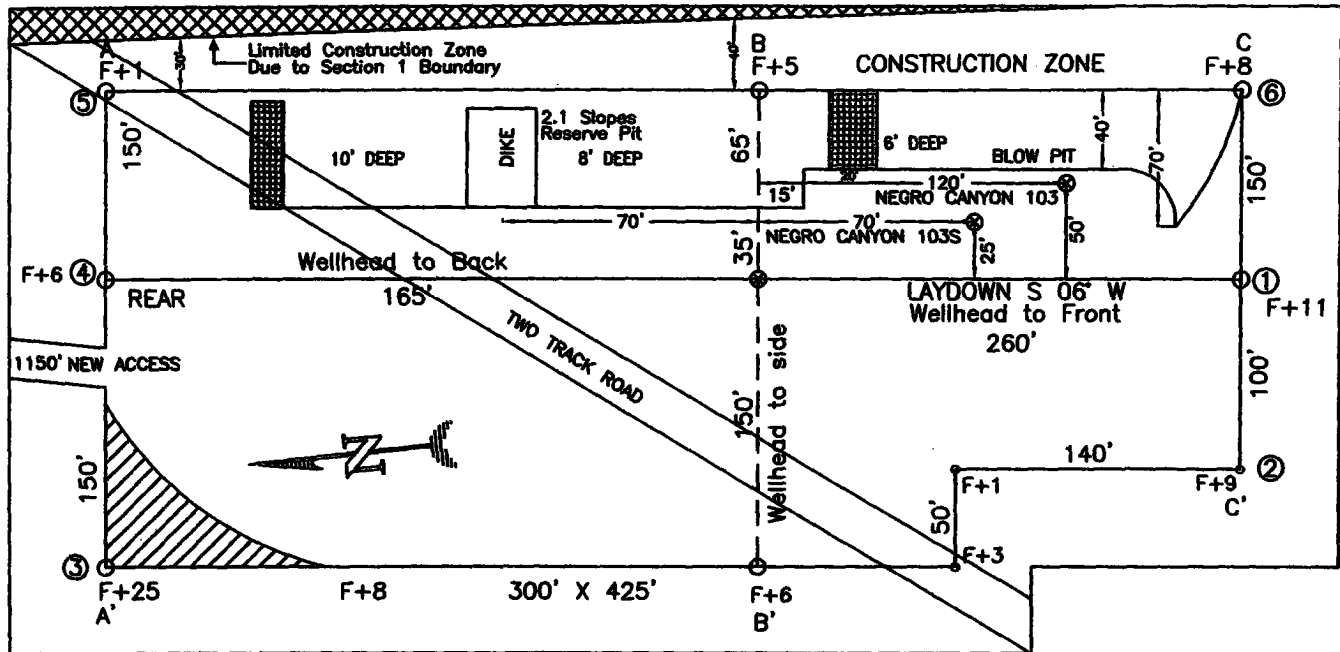 A
Limited Construction Zone
Due to Section 1 Boundary
30'
40'
B
C
F+1
F+5
CONSTRUCTION ZONE
F+8
5
6
150'
10' DEEP
DIKE
2.1 Slopes
Reserve Pit
8' DEEP
65'
6' DEEP
BLOW PIT
40'
70'
150'
20'
15'
120'
NEGRO CANYON 103
70'
70'
NEGRO CANYON 103S
35'
25'
50'
F+6
4
Wellhead to Back
165'
REAR
LAYDOWN S 06° W
Wellhead to Front
260'
1
F+11
1150' NEW ACCESS
TWO TRACK ROAD
150'
Wellhead to side
100'
N
150'
140'
F+1
F+9
2
C'
50'
3
F+3
F+25
A'
F+8
300' X 425'
F+6
B'